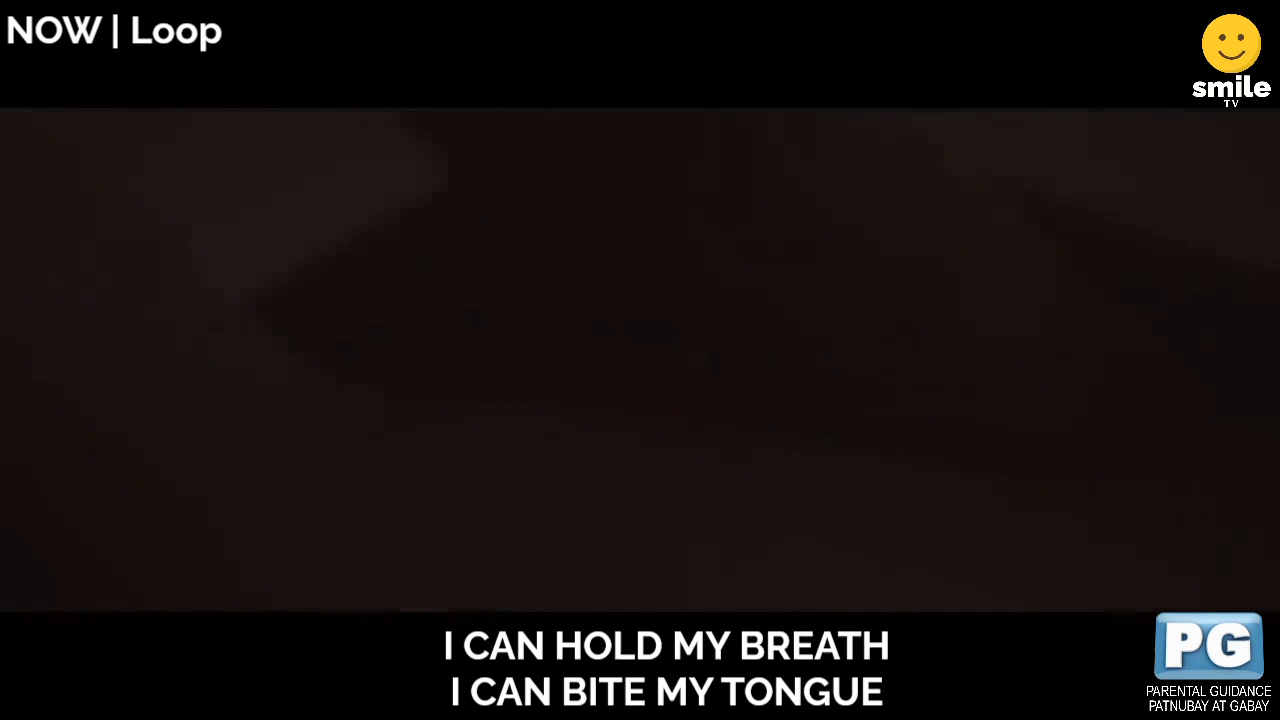 NOW | Loop
smile
TV
I CAN HOLD MY BREATH
I CAN BITE MY TONGUE
PG
PARENTAL GUIDANCE
PATNUBAY AT GABAY